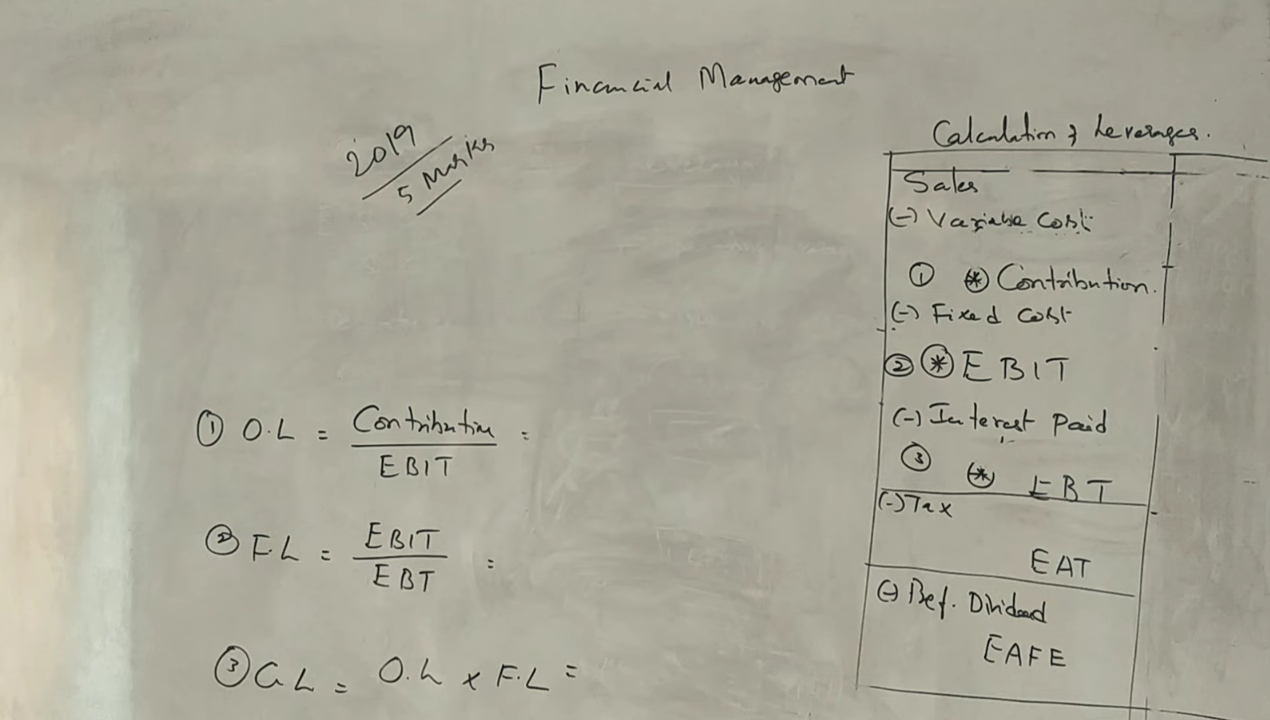 Financial Management
2019
5 Marks
Calculation of Leverages.
Sales
(-) Variable Cost
① * Contribution.
(-) Fixed Cost
② * EBIT
(-) Interest Paid
③ * EBT
(-) Tax
EAT
(-) Pref. Dividend
EAFE
① O.L = Contribution / EBIT =
② F.L = EBIT / EBT =
③ C.L = O.L x F.L =